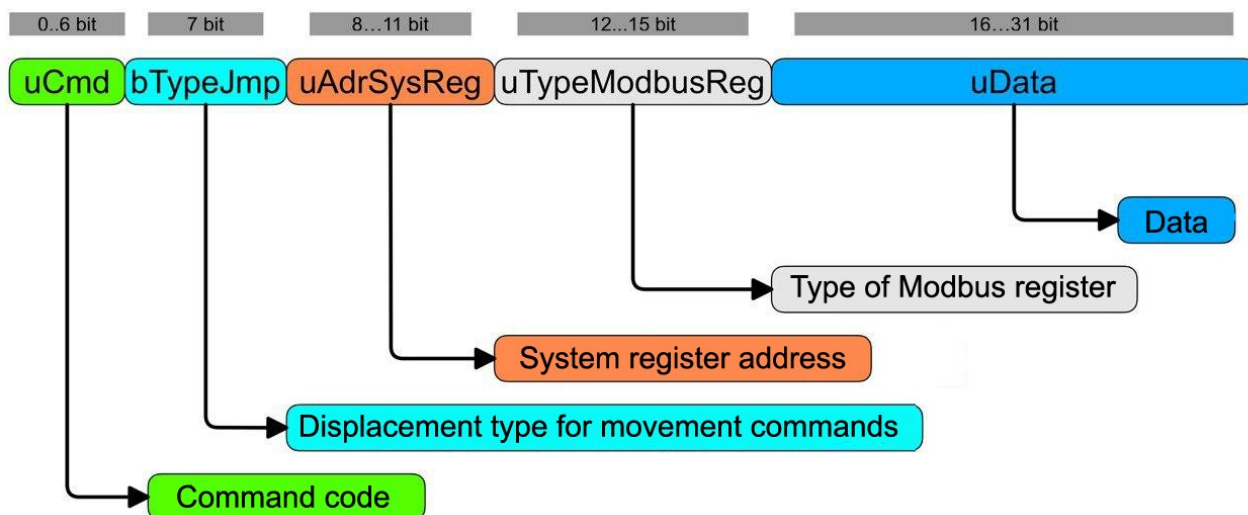 0..6 bit 7 bit 8…11 bit 12...15 bit 16…31 bit
uCmd bTypeJmp uAdrSysReg uTypeModbusReg uData
Data
Type of Modbus register
System register address
Displacement type for movement commands
Command code